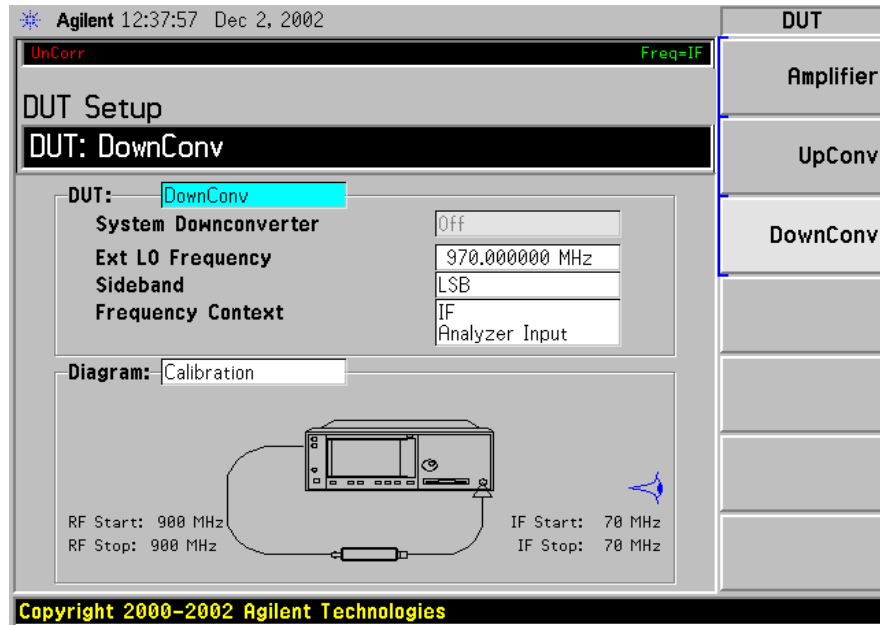 Agilent 12:37:57 Dec 2, 2002
DUT
UnCorr Freq=IF
Amplifier
DUT Setup
DUT: DownConv
UpConv
DUT: DownConv
System Downconverter Off
DownConv
Ext LO Frequency 970.000000 MHz
Sideband LSB
Frequency Context IF
Analyzer Input
Diagram: Calibration
RF Start: 900 MHz IF Start: 70 MHz
RF Stop: 900 MHz IF Stop: 70 MHz
Copyright 2000-2002 Agilent Technologies